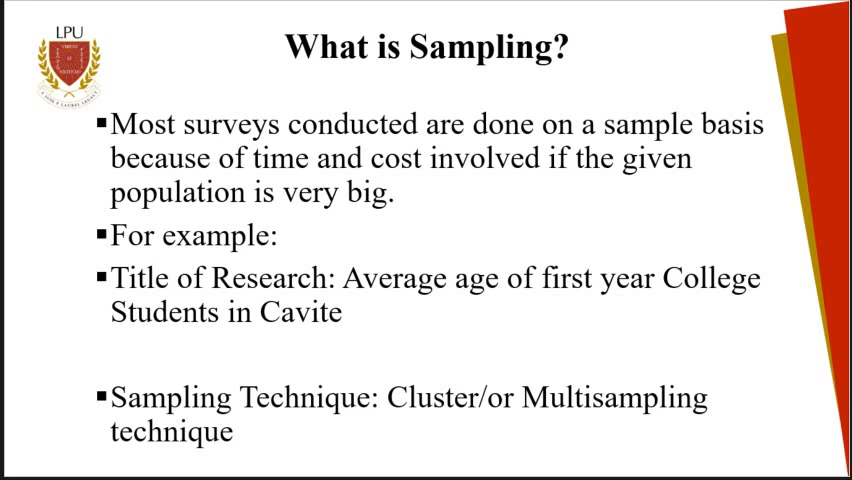 LPU
What is Sampling?
▪Most surveys conducted are done on a sample basis
because of time and cost involved if the given
population is very big.
▪For example:
▪Title of Research: Average age of first year College
Students in Cavite
▪Sampling Technique: Cluster/or Multisampling
technique